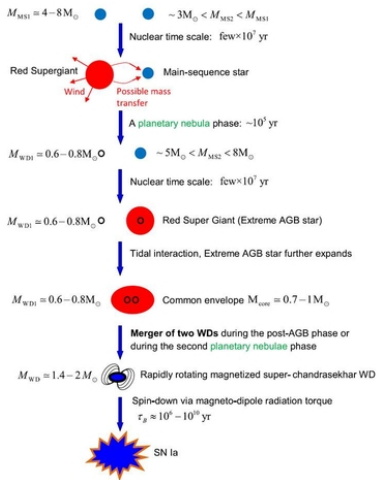 M_MS1 = 4−8M_⊙ ~3M_⊙ < M_MS2 < M_MS1
Nuclear time scale: few×10^7 yr
Red Supergiant
Main-sequence star
Wind
Possible mass
transfer
A planetary nebula phase: ~10^5 yr
M_WD1 = 0.6−0.8M_⊙ ~5M_⊙ < M_MS2 < 8M_⊙
Nuclear time scale: few×10^7 yr
M_WD1 = 0.6−0.8M_⊙ Red Super Giant (Extreme AGB star)
Tidal interaction, Extreme AGB star further expands
M_WD1 = 0.6−0.8M_⊙ Common envelope M_core = 0.7−1M_⊙
Merger of two WDs during the post-AGB phase or
during the second planetary nebulae phase
M_WD = 1.4−2M_⊙ Rapidly rotating magnetized super-chandrasekhar WD
Spin-down via magneto-dipole radiation torque
τ_B ≈ 10^6 − 10^10 yr
SN Ia